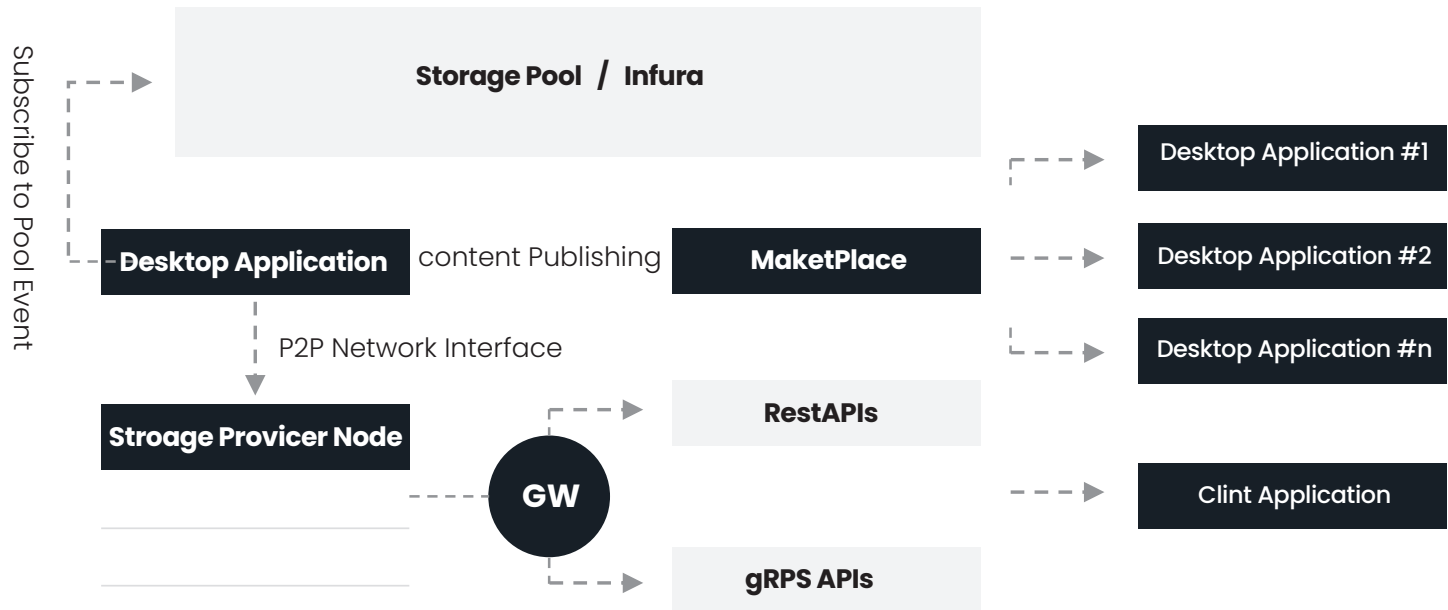 Subscribe to Pool Event
Storage Pool / Infura
Desktop Application #1
Desktop Application
content Publishing
MaketPlace
Desktop Application #2
P2P Network Interface
Desktop Application #n
Stroage Provicer Node
RestAPIs
GW
Clint Application
gRPS APIs